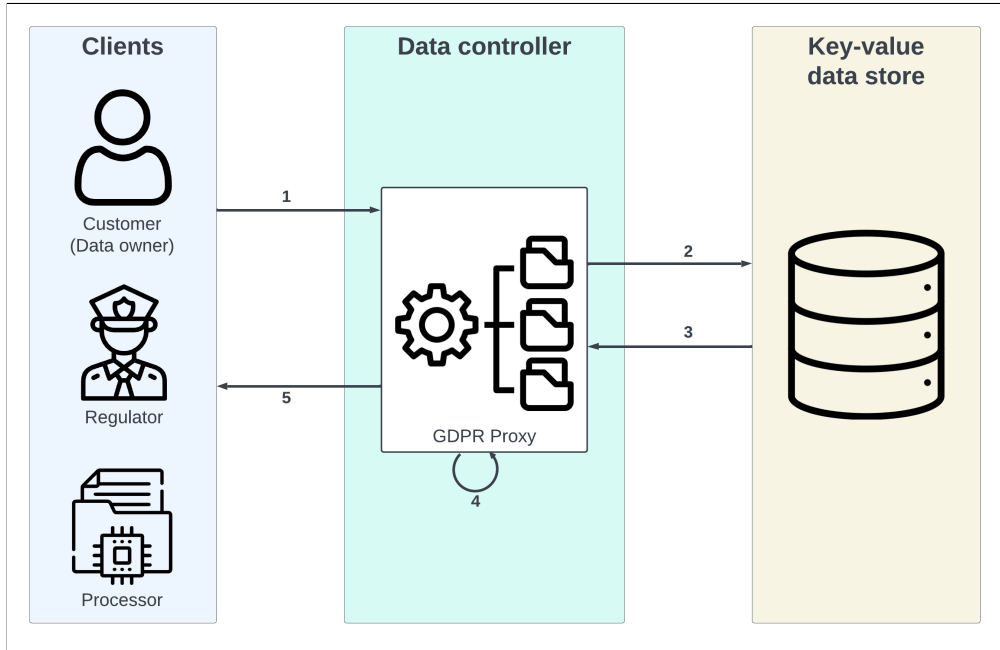 Clients
Data controller
Key-value
data store
Customer
(Data owner)
Regulator
Processor
1
2
3
5
GDPR Proxy
4